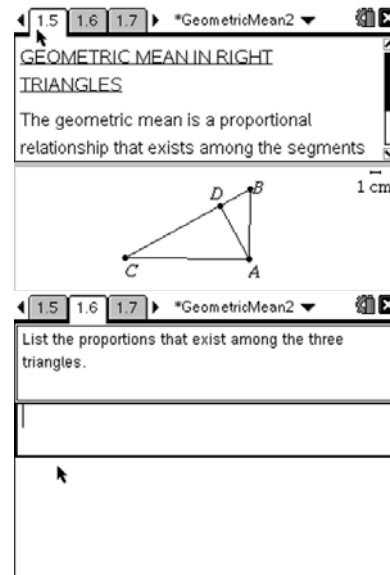 1.5 1.6 1.7 *GeometricMean2
GEOMETRIC MEAN IN RIGHT
TRIANGLES
The geometric mean is a proportional
relationship that exists among the segments
1 cm
B
D
C
A
1.5 1.6 1.7 *GeometricMean2
List the proportions that exist among the three
triangles.